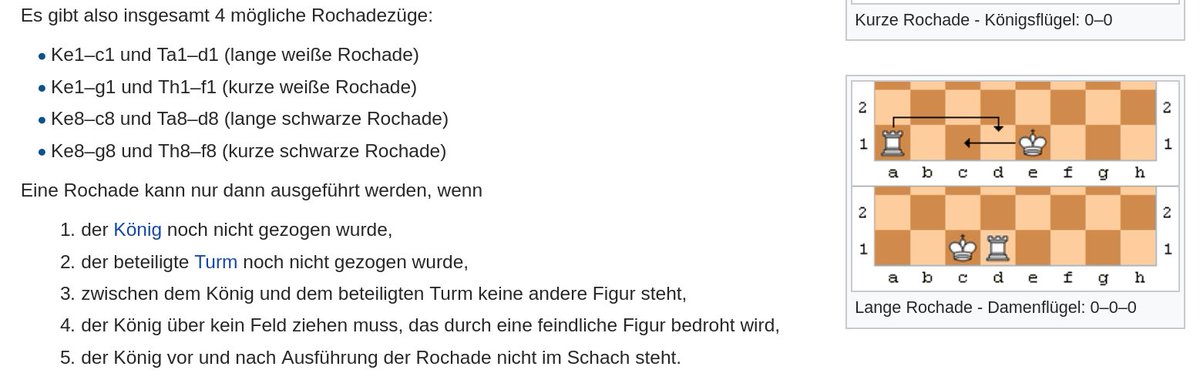 Es gibt also insgesamt 4 mögliche Rochadezüge:
Ke1–c1 und Ta1–d1 (lange weiße Rochade)
Ke1–g1 und Th1–f1 (kurze weiße Rochade)
Ke8–c8 und Ta8–d8 (lange schwarze Rochade)
Ke8–g8 und Th8–f8 (kurze schwarze Rochade)
Eine Rochade kann nur dann ausgeführt werden, wenn
1. der König noch nicht gezogen wurde,
2. der beteiligte Turm noch nicht gezogen wurde,
3. zwischen dem König und dem beteiligten Turm keine andere Figur steht,
4. der König über kein Feld ziehen muss, das durch eine feindliche Figur bedroht wird,
5. der König vor und nach Ausführung der Rochade nicht im Schach steht.
Kurze Rochade - Königsflügel: 0–0
2 2
1 1
a b c d e f g h
2 2
1 1
a b c d e f g h
Lange Rochade - Damenflügel: 0–0–0